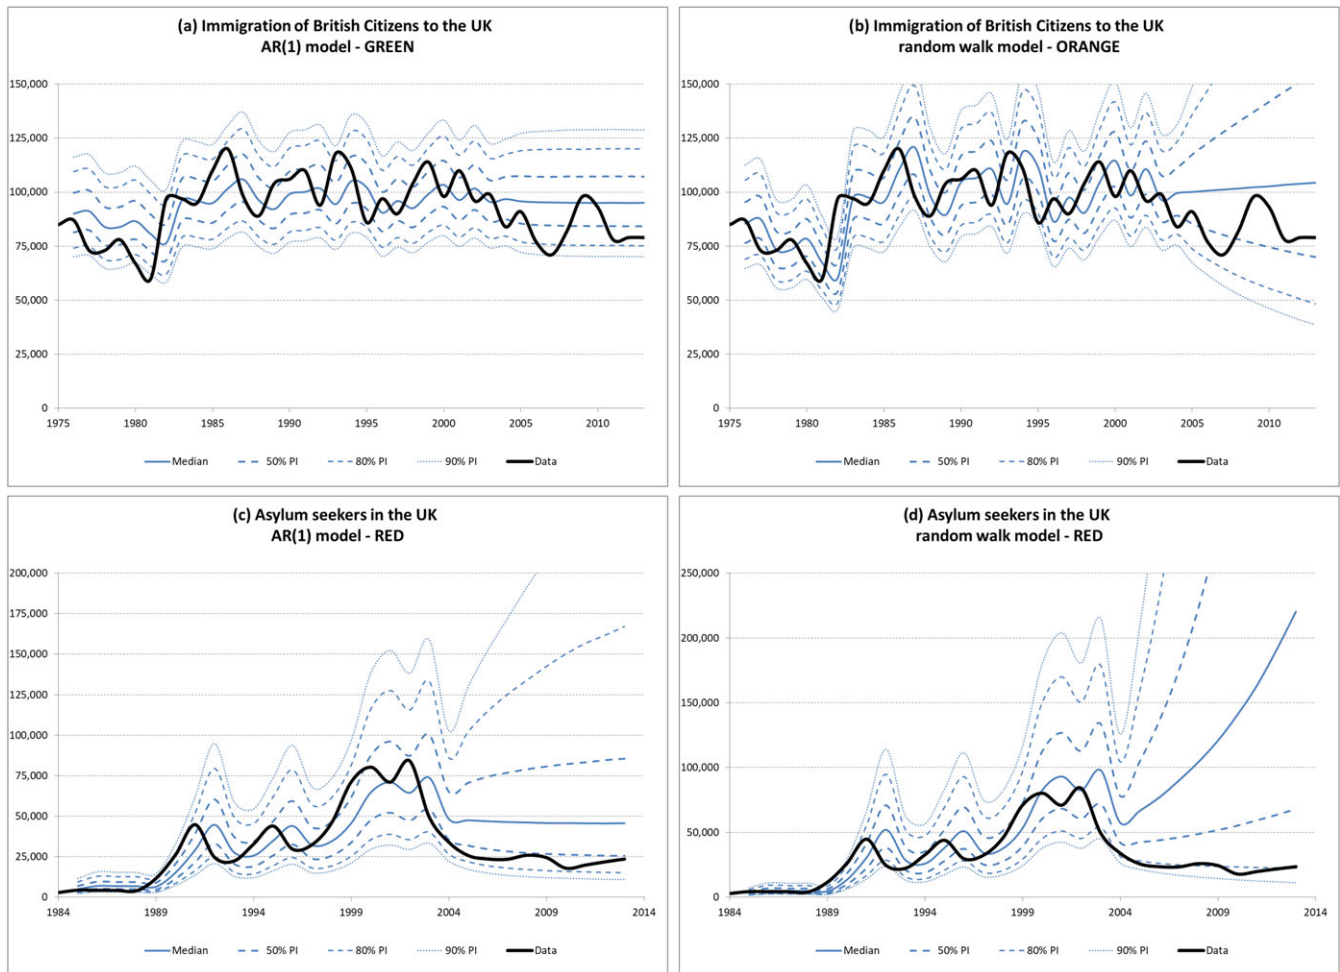 (a) Immigration of British Citizens to the UK
AR(1) model - GREEN
150,000
125,000
100,000
75,000
50,000
25,000
0
1975 1980 1985 1990 1995 2000 2005 2010
Median 50% PI 80% PI 90% PI Data
(b) Immigration of British Citizens to the UK
random walk model - ORANGE
150,000
125,000
100,000
75,000
50,000
25,000
0
1975 1980 1985 1990 1995 2000 2005 2010
Median 50% PI 80% PI 90% PI Data
(c) Asylum seekers in the UK
AR(1) model - RED
200,000
175,000
150,000
125,000
100,000
75,000
50,000
25,000
0
1984 1989 1994 1999 2004 2009 2014
Median 50% PI 80% PI 90% PI Data
(d) Asylum seekers in the UK
random walk model - RED
250,000
200,000
150,000
100,000
50,000
0
1984 1989 1994 1999 2004 2009 2014
Median 50% PI 80% PI 90% PI Data